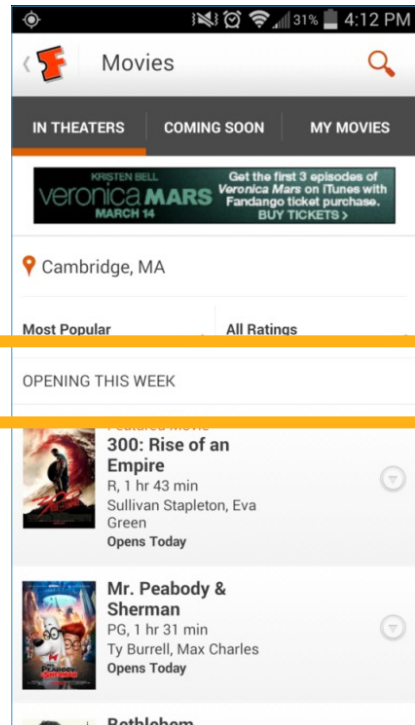 31% 4:12 PM
F Movies
IN THEATERS COMING SOON MY MOVIES
KRISTEN BELL
veronica MARS
MARCH 14
Get the first 3 episodes of
Veronica Mars on iTunes with
Fandango ticket purchase.
BUY TICKETS >
Cambridge, MA
Most Popular All Ratings
OPENING THIS WEEK
Featured Movie
300: Rise of an
Empire
R, 1 hr 43 min
Sullivan Stapleton, Eva
Green
Opens Today
Mr. Peabody &
Sherman
PG, 1 hr 31 min
Ty Burrell, Max Charles
Opens Today
Bethlehem